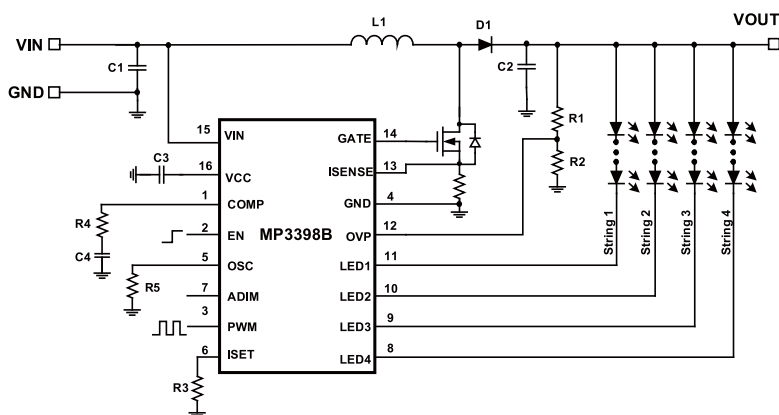 VIN
GND
C1
L1
D1
VOUT
C2
R1
R2
15
VIN
GATE
14
C3
16
VCC
ISENSE
13
1
COMP
GND
4
R4
2
EN
MP3398B
OVP
12
C4
5
OSC
LED1
11
R5
7
ADIM
LED2
10
3
PWM
LED3
9
6
ISET
LED4
8
R3
String 1
String 2
String 3
String 4